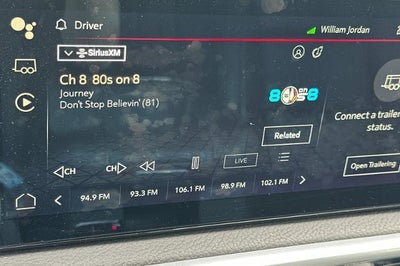 Driver
William Jordan
SiriusXM
Ch 8 80s on 8
Journey
Don't Stop Believin' (81)
8 on 8
Related
Connect a trailer
status.
CH CH LIVE
Open Trailering
94.9 FM 93.3 FM 106.1 FM 98.9 FM 102.1 FM